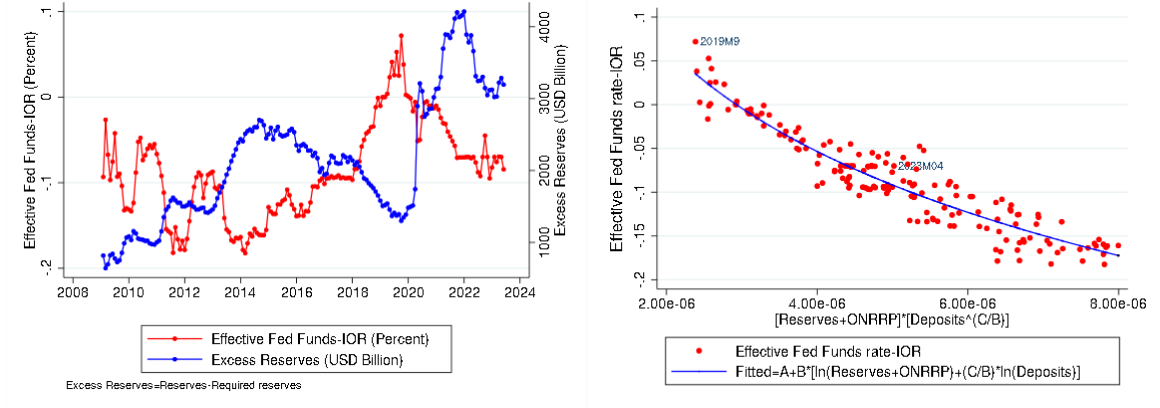 Effective Fed Funds-IOR (Percent)
.1
0
-.1
-.2
Excess Reserves (USD Billion)
4000
3000
2000
1000
2008 2010 2012 2014 2016 2018 2020 2022 2024
Effective Fed Funds-IOR (Percent)
Excess Reserves (USD Billion)
Excess Reserves=Reserves-Required reserves
Effective Fed Funds rate-IOR
.1
.05
0
-.05
-.1
-.15
-.2
2019M9
2023M04
2.00e-06 4.00e-06 6.00e-06 8.00e-06
[Reserves+ONRRP]*[Deposits^(C/B)]
Effective Fed Funds rate-IOR
Fitted=A+B*[ln(Reserves+ONRRP)+(C/B)*ln(Deposits)]